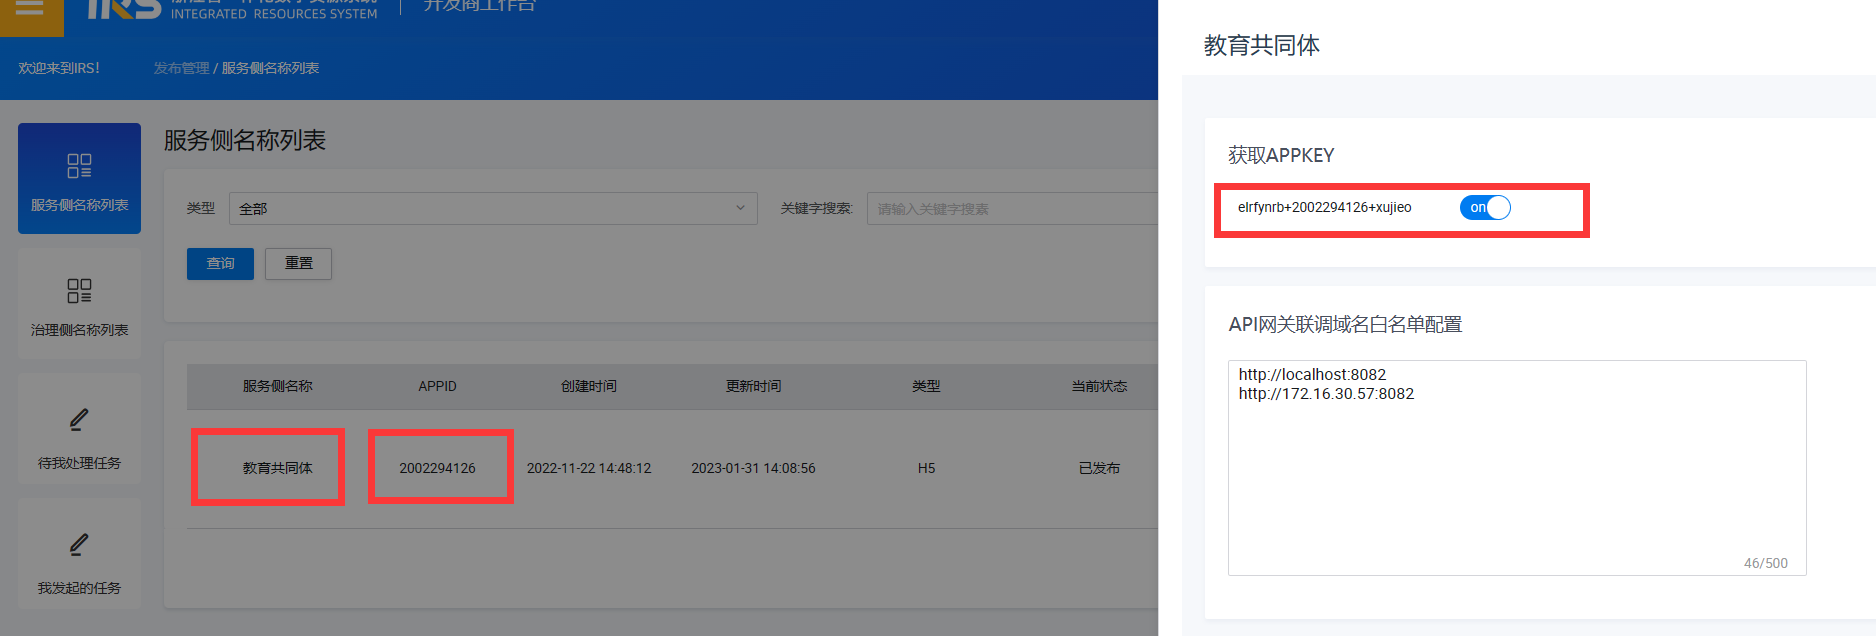 IRS
INTEGRATED RESOURCES SYSTEM
开发商工作台
欢迎来到IRS!
发布管理 / 服务侧名称列表
服务侧名称列表
治理侧名称列表
待我处理任务
我发起的任务
服务侧名称列表
类型
全部
关键字搜索:
请输入关键字搜素
查询
重置
服务侧名称 APPID 创建时间 更新时间 类型 当前状态
教育共同体 2002294126 2022-11-22 14:48:12 2023-01-31 14:08:56 H5 已发布
教育共同体
获取APPKEY
elrfynrb+2002294126+xujieo
on
API网关联调域名白名单配置
http://localhost:8082
http://172.16.30.57:8082
46/500